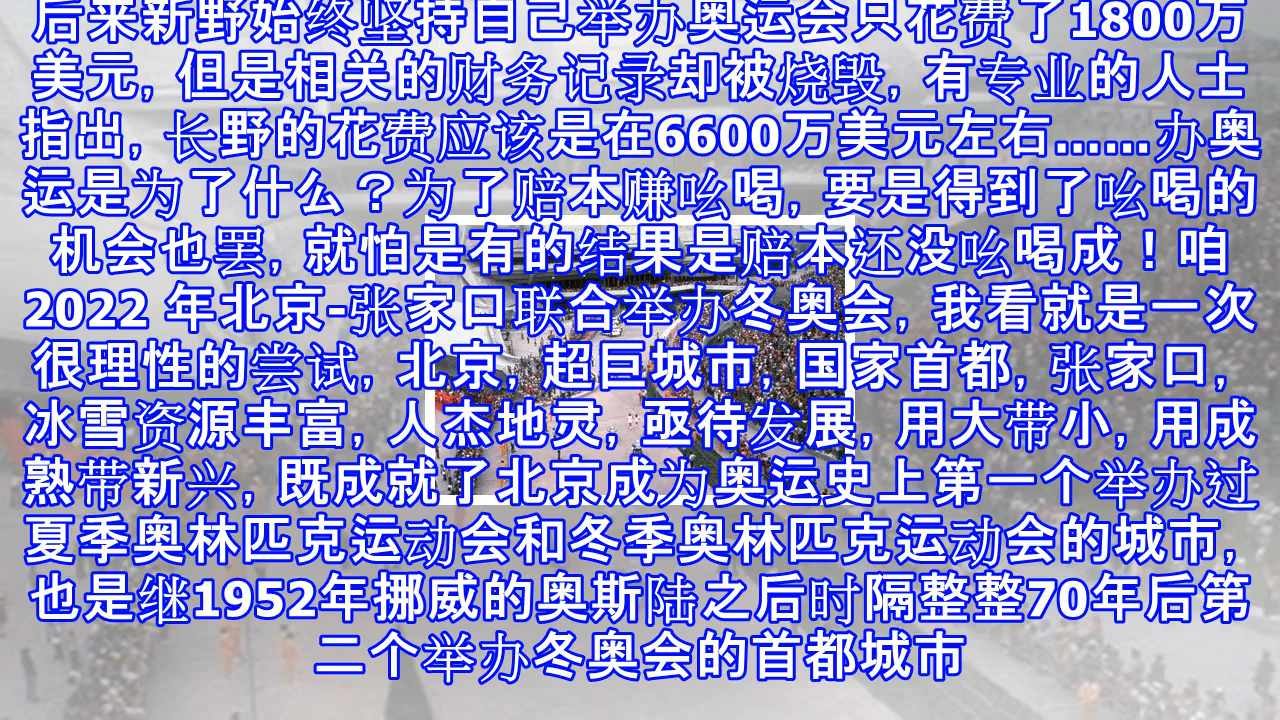 后来新野始终坚持自己举办奥运会只花费了1800万
美元, 但是相关的财务记录却被烧毁, 有专业的人士
指出, 长野的花费应该是在6600万美元左右……办奥
运是为了什么？为了赔本赚吆喝, 要是得到了吆喝的
机会也罢, 就怕是有的结果是赔本还没吆喝成！咱
2022 年北京-张家口联合举办冬奥会, 我看就是一次
很理性的尝试, 北京, 超巨城市, 国家首都, 张家口,
冰雪资源丰富, 人杰地灵, 亟待发展, 用大带小, 用成
熟带新兴, 既成就了北京成为奥运史上第一个举办过
夏季奥林匹克运动会和冬季奥林匹克运动会的城市,
也是继1952年挪威的奥斯陆之后时隔整整70年后第
二个举办冬奥会的首都城市